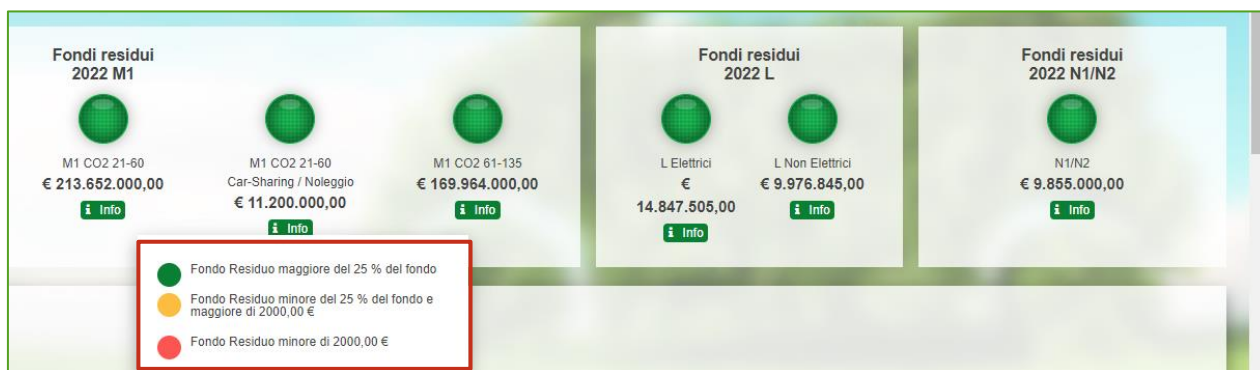 Fondi residui
2022 M1
M1 CO2 21-60
€ 213.652.000,00
i Info
M1 CO2 21-60
Car-Sharing / Noleggio
€ 11.200.000,00
i Info
M1 CO2 61-135
€ 169.964.000,00
i Info
Fondi residui
2022 L
L Elettrici
€
14.847.505,00
i Info
L Non Elettrici
€ 9.976.845,00
i Info
Fondi residui
2022 N1/N2
N1/N2
€ 9.855.000,00
i Info
Fondo Residuo maggiore del 25 % del fondo
Fondo Residuo minore del 25 % del fondo e
maggiore di 2000,00 €
Fondo Residuo minore di 2000,00 €